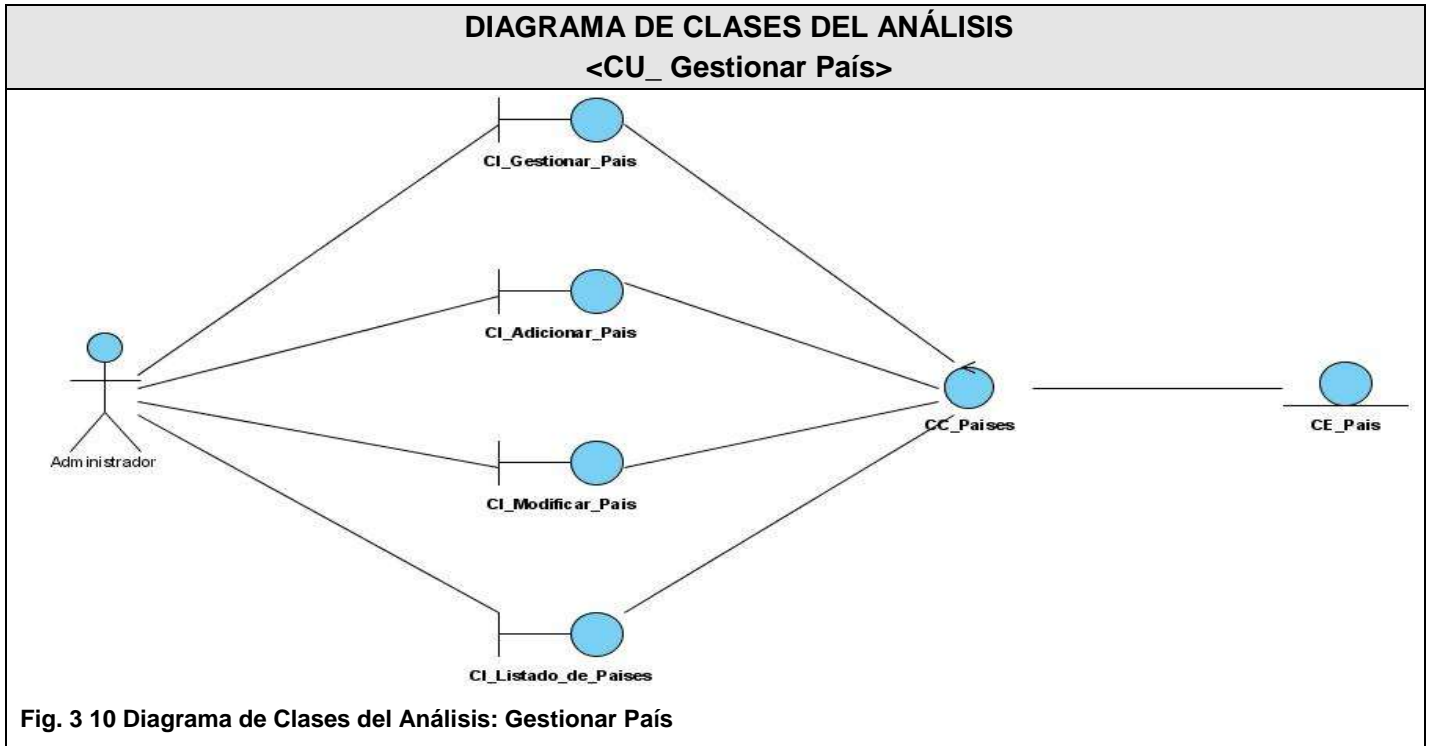 DIAGRAMA DE CLASES DEL ANÁLISIS
<CU_ Gestionar País>
CI_Gestionar_Pais
CI_Adicionar_Pais
Administrador
CC_Paises
CE_Pais
CI_Modificar_Pais
CI_Listado_de_Paises
Fig. 3 10 Diagrama de Clases del Análisis: Gestionar País